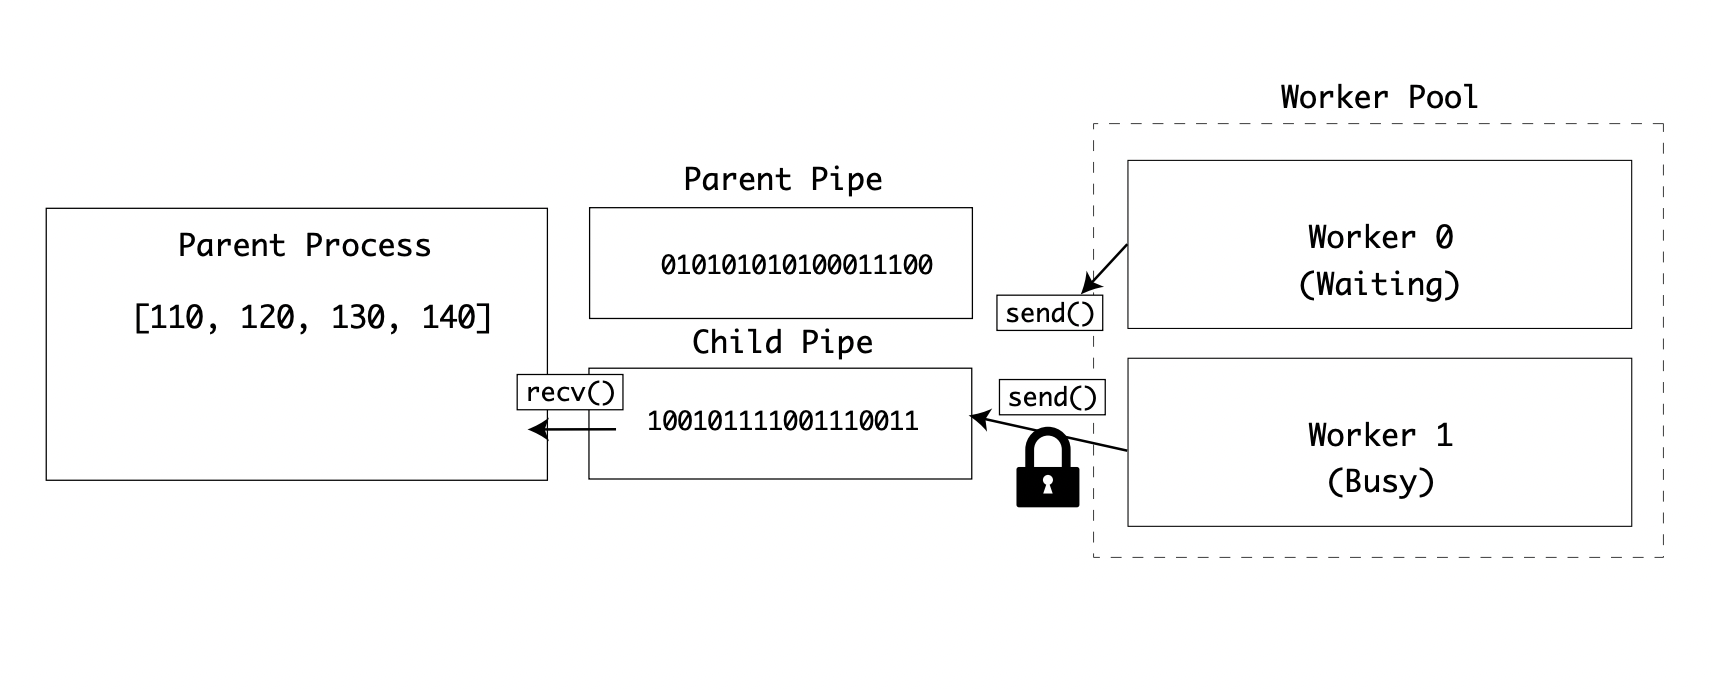 Worker Pool
Parent Pipe
Parent Process
[110, 120, 130, 140]
010101010100011100
Worker 0
(Waiting)
send()
Child Pipe
recv()
100101111001110011
send()
Worker 1
(Busy)